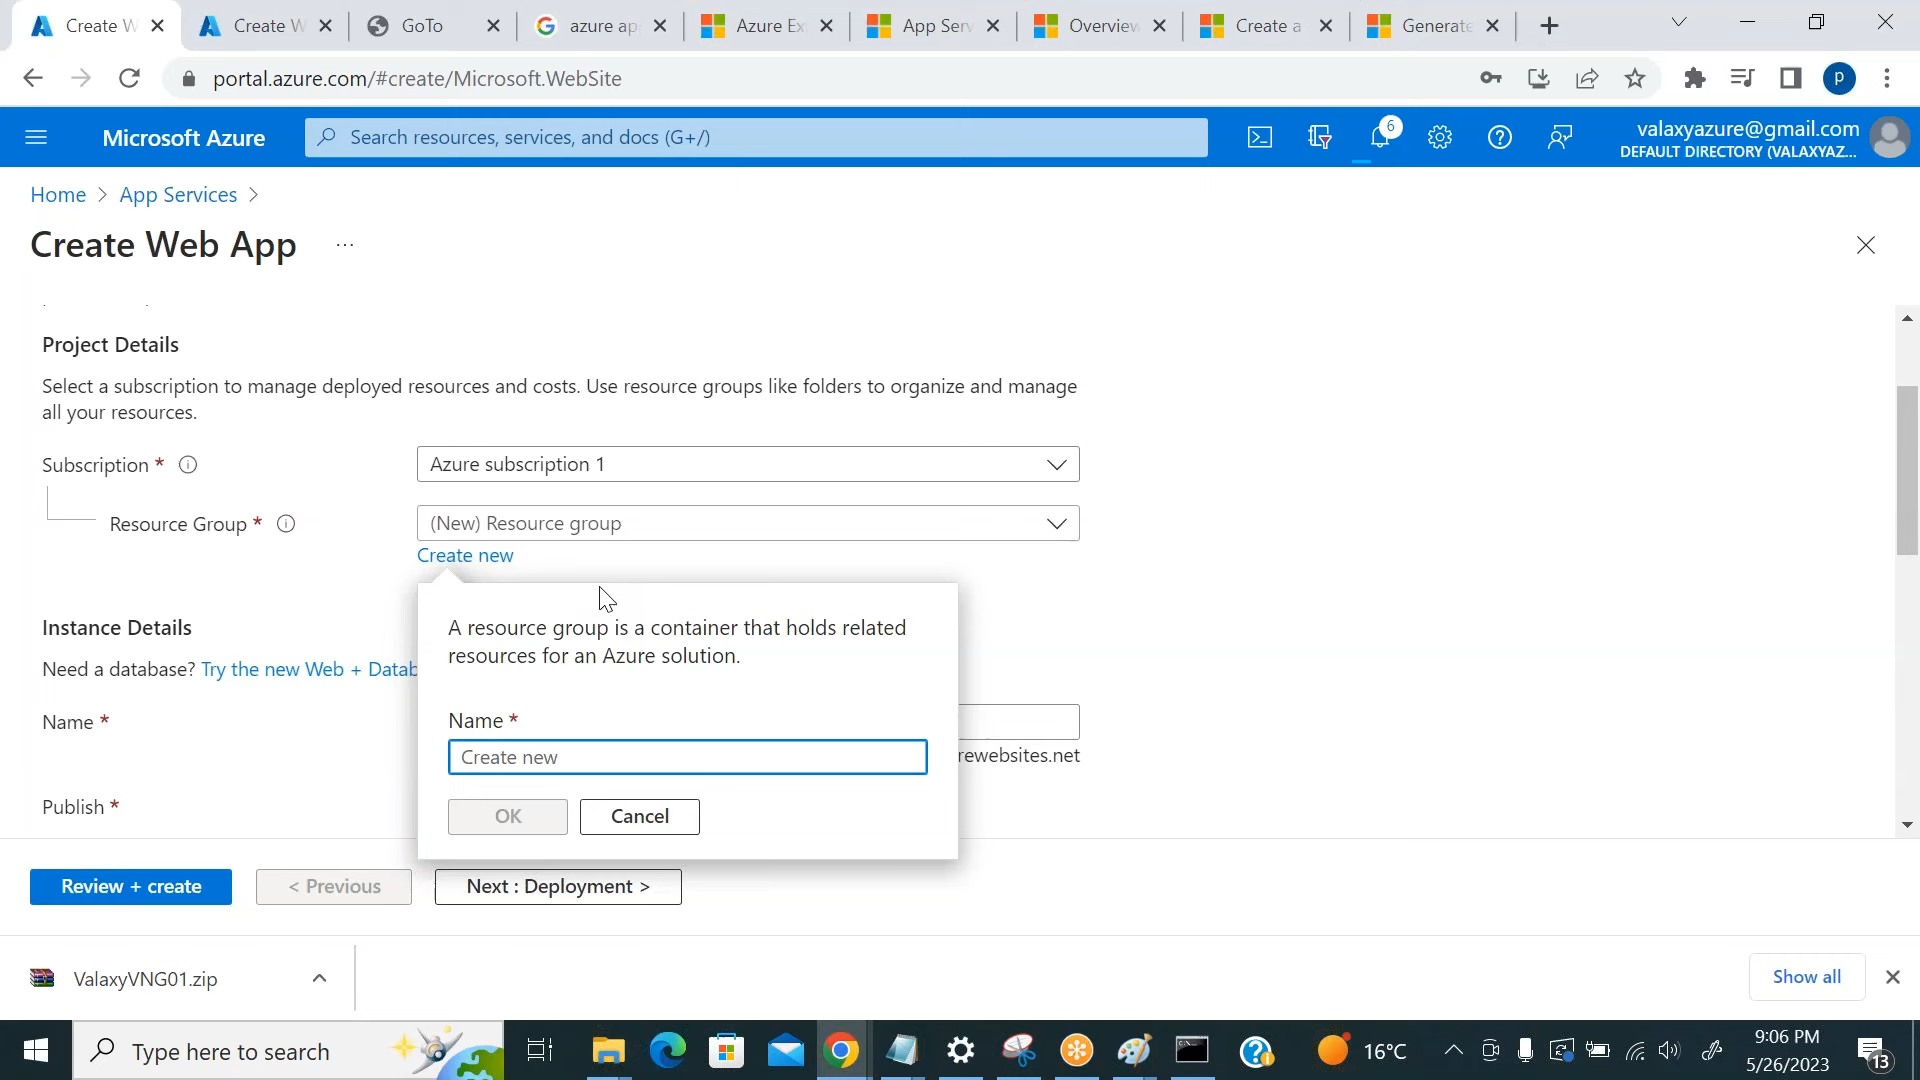 Create W
Create W
GoTo
azure ap
Azure Ex
App Serv
Overview
Create a
Generate
portal.azure.com/#create/Microsoft.WebSite
P
Microsoft Azure
Search resources, services, and docs (G+/)
6
valaxyazure@gmail.com
DEFAULT DIRECTORY (VALAXYAZ...
Home > App Services >
Create Web App ...
Project Details
Select a subscription to manage deployed resources and costs. Use resource groups like folders to organize and manage
all your resources.
Subscription *
Azure subscription 1
Resource Group *
(New) Resource group
Create new
A resource group is a container that holds related
resources for an Azure solution.
Name *
Create new
OK
Cancel
Instance Details
Need a database? Try the new Web + Datab
Name *
rewebsites.net
Publish *
Review + create
< Previous
Next : Deployment >
ValaxyVNG01.zip
Show all
Type here to search
16°C
9:06 PM
5/26/2023
13